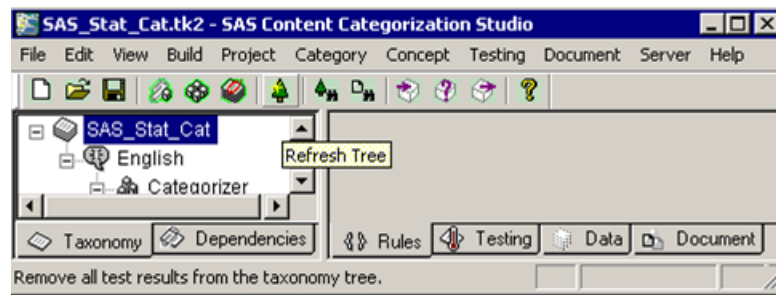 SAS_Stat_Cat.tk2 - SAS Content Categorization Studio
File Edit View Build Project Category Concept Testing Document Server Help
SAS_Stat_Cat
English
Refresh Tree
Categorizer
Taxonomy Dependencies Rules Testing Data Document
Remove all test results from the taxonomy tree.